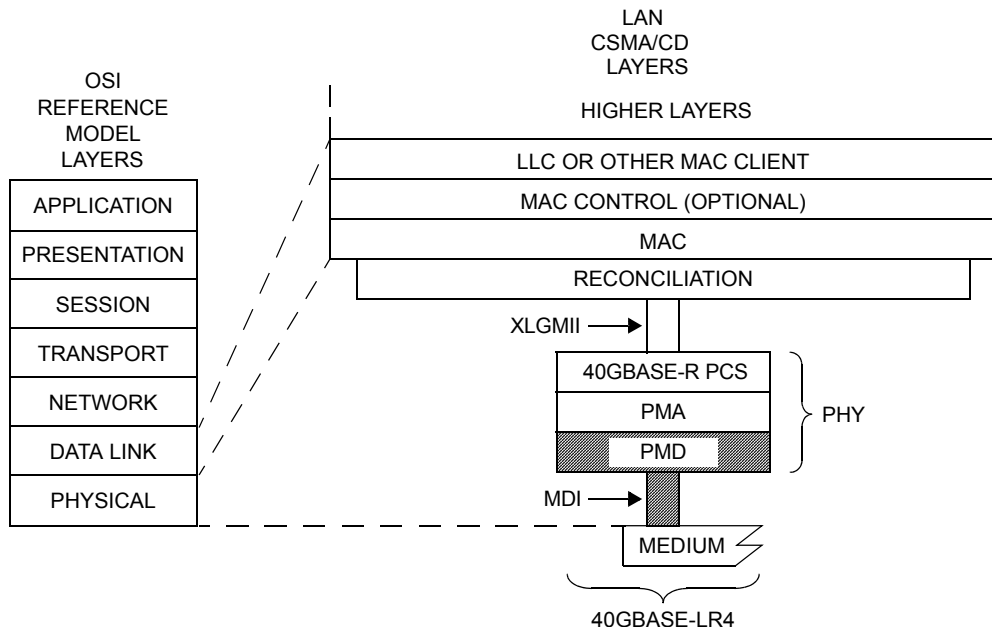 LAN
CSMA/CD
LAYERS
OSI
REFERENCE
MODEL
LAYERS
HIGHER LAYERS
LLC OR OTHER MAC CLIENT
MAC CONTROL (OPTIONAL)
MAC
RECONCILIATION
APPLICATION
PRESENTATION
SESSION
TRANSPORT
NETWORK
DATA LINK
PHYSICAL
XLGMII
40GBASE-R PCS
PMA
PMD
PHY
MDI
MEDIUM
40GBASE-LR4